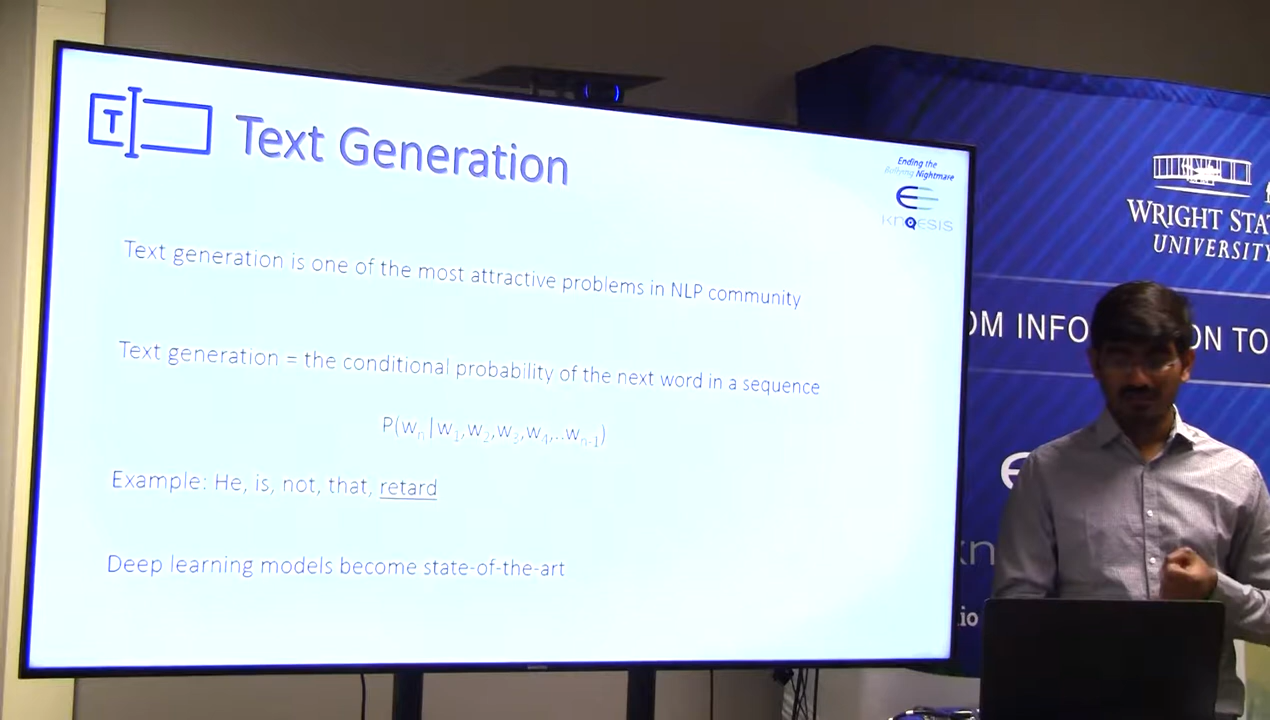 T
Text Generation
Ending the
Bullying Nightmare
KNOESIS
Text generation is one of the most attractive problems in NLP community
Text generation = the conditional probability of the next word in a sequence
P(wn|w1,w2,w3,w4,..wn-1)
Example: He, is, not, that, retard
Deep learning models become state-of-the-art
WRIGHT STA
UNIVERSITY
OM INFO
ON TO
kn
io